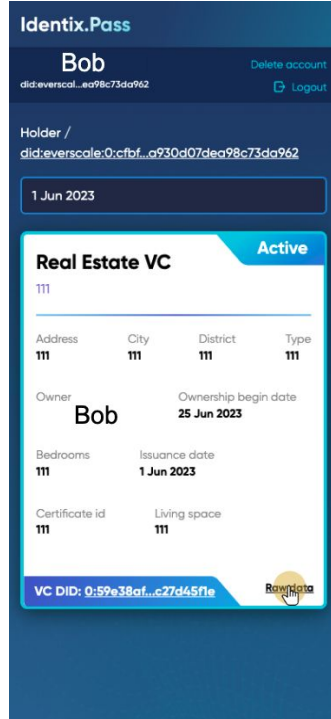 Identix.Pass
Bob
Delete account
did:everscal...ea98c73da962
Logout
Holder /
did:everscale:0:cfbf...a930d07dea98c73da962
1 Jun 2023
Active
Real Estate VC
111
Address City District Type
111 111 111 111
Owner Ownership begin date
Bob 25 Jun 2023
Bedrooms Issuance date
111 1 Jun 2023
Certificate id Living space
111 111
VC DID: 0:59e38af...c27d45f1e Rawdata